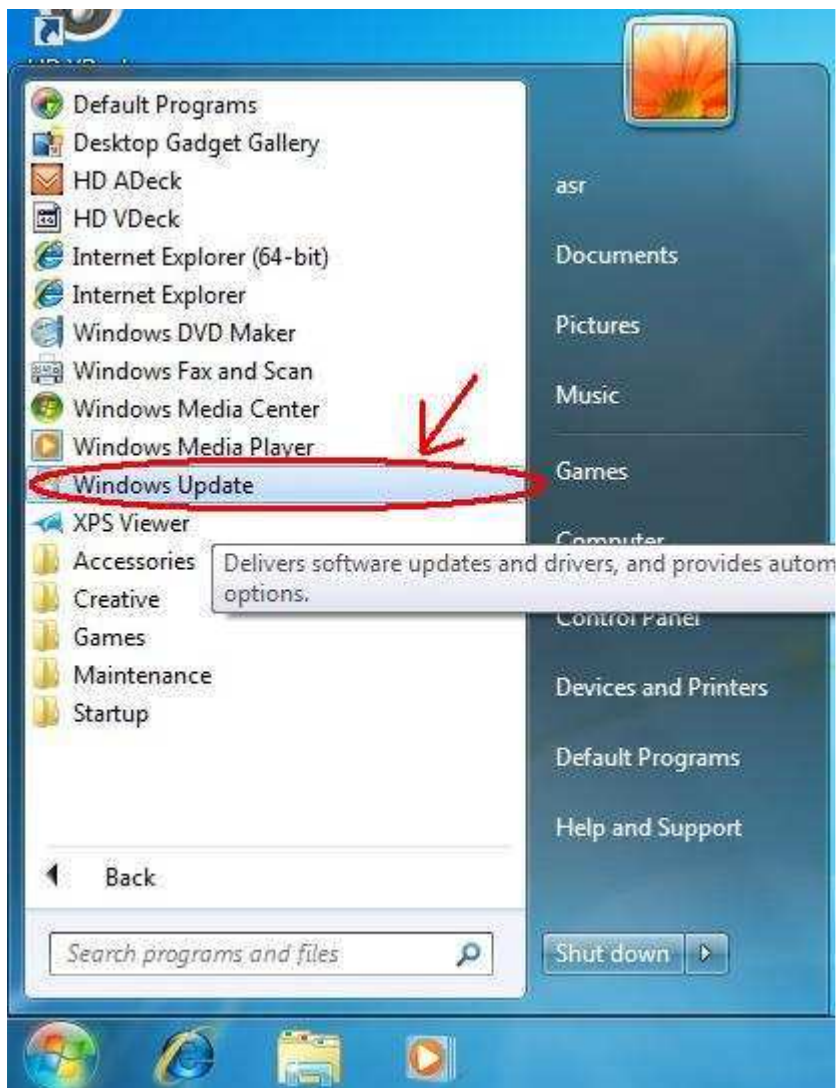 Default Programs
Desktop Gadget Gallery
HD ADeck
HD VDeck
Internet Explorer (64-bit)
Internet Explorer
Windows DVD Maker
Windows Fax and Scan
Windows Media Center
Windows Media Player
Windows Update
XPS Viewer
Accessories
Creative
Games
Maintenance
Startup
Back
Search programs and files
Delivers software updates and drivers, and provides autom
options.
asr
Documents
Pictures
Music
Games
Computer
Control Panel
Devices and Printers
Default Programs
Help and Support
Shut down